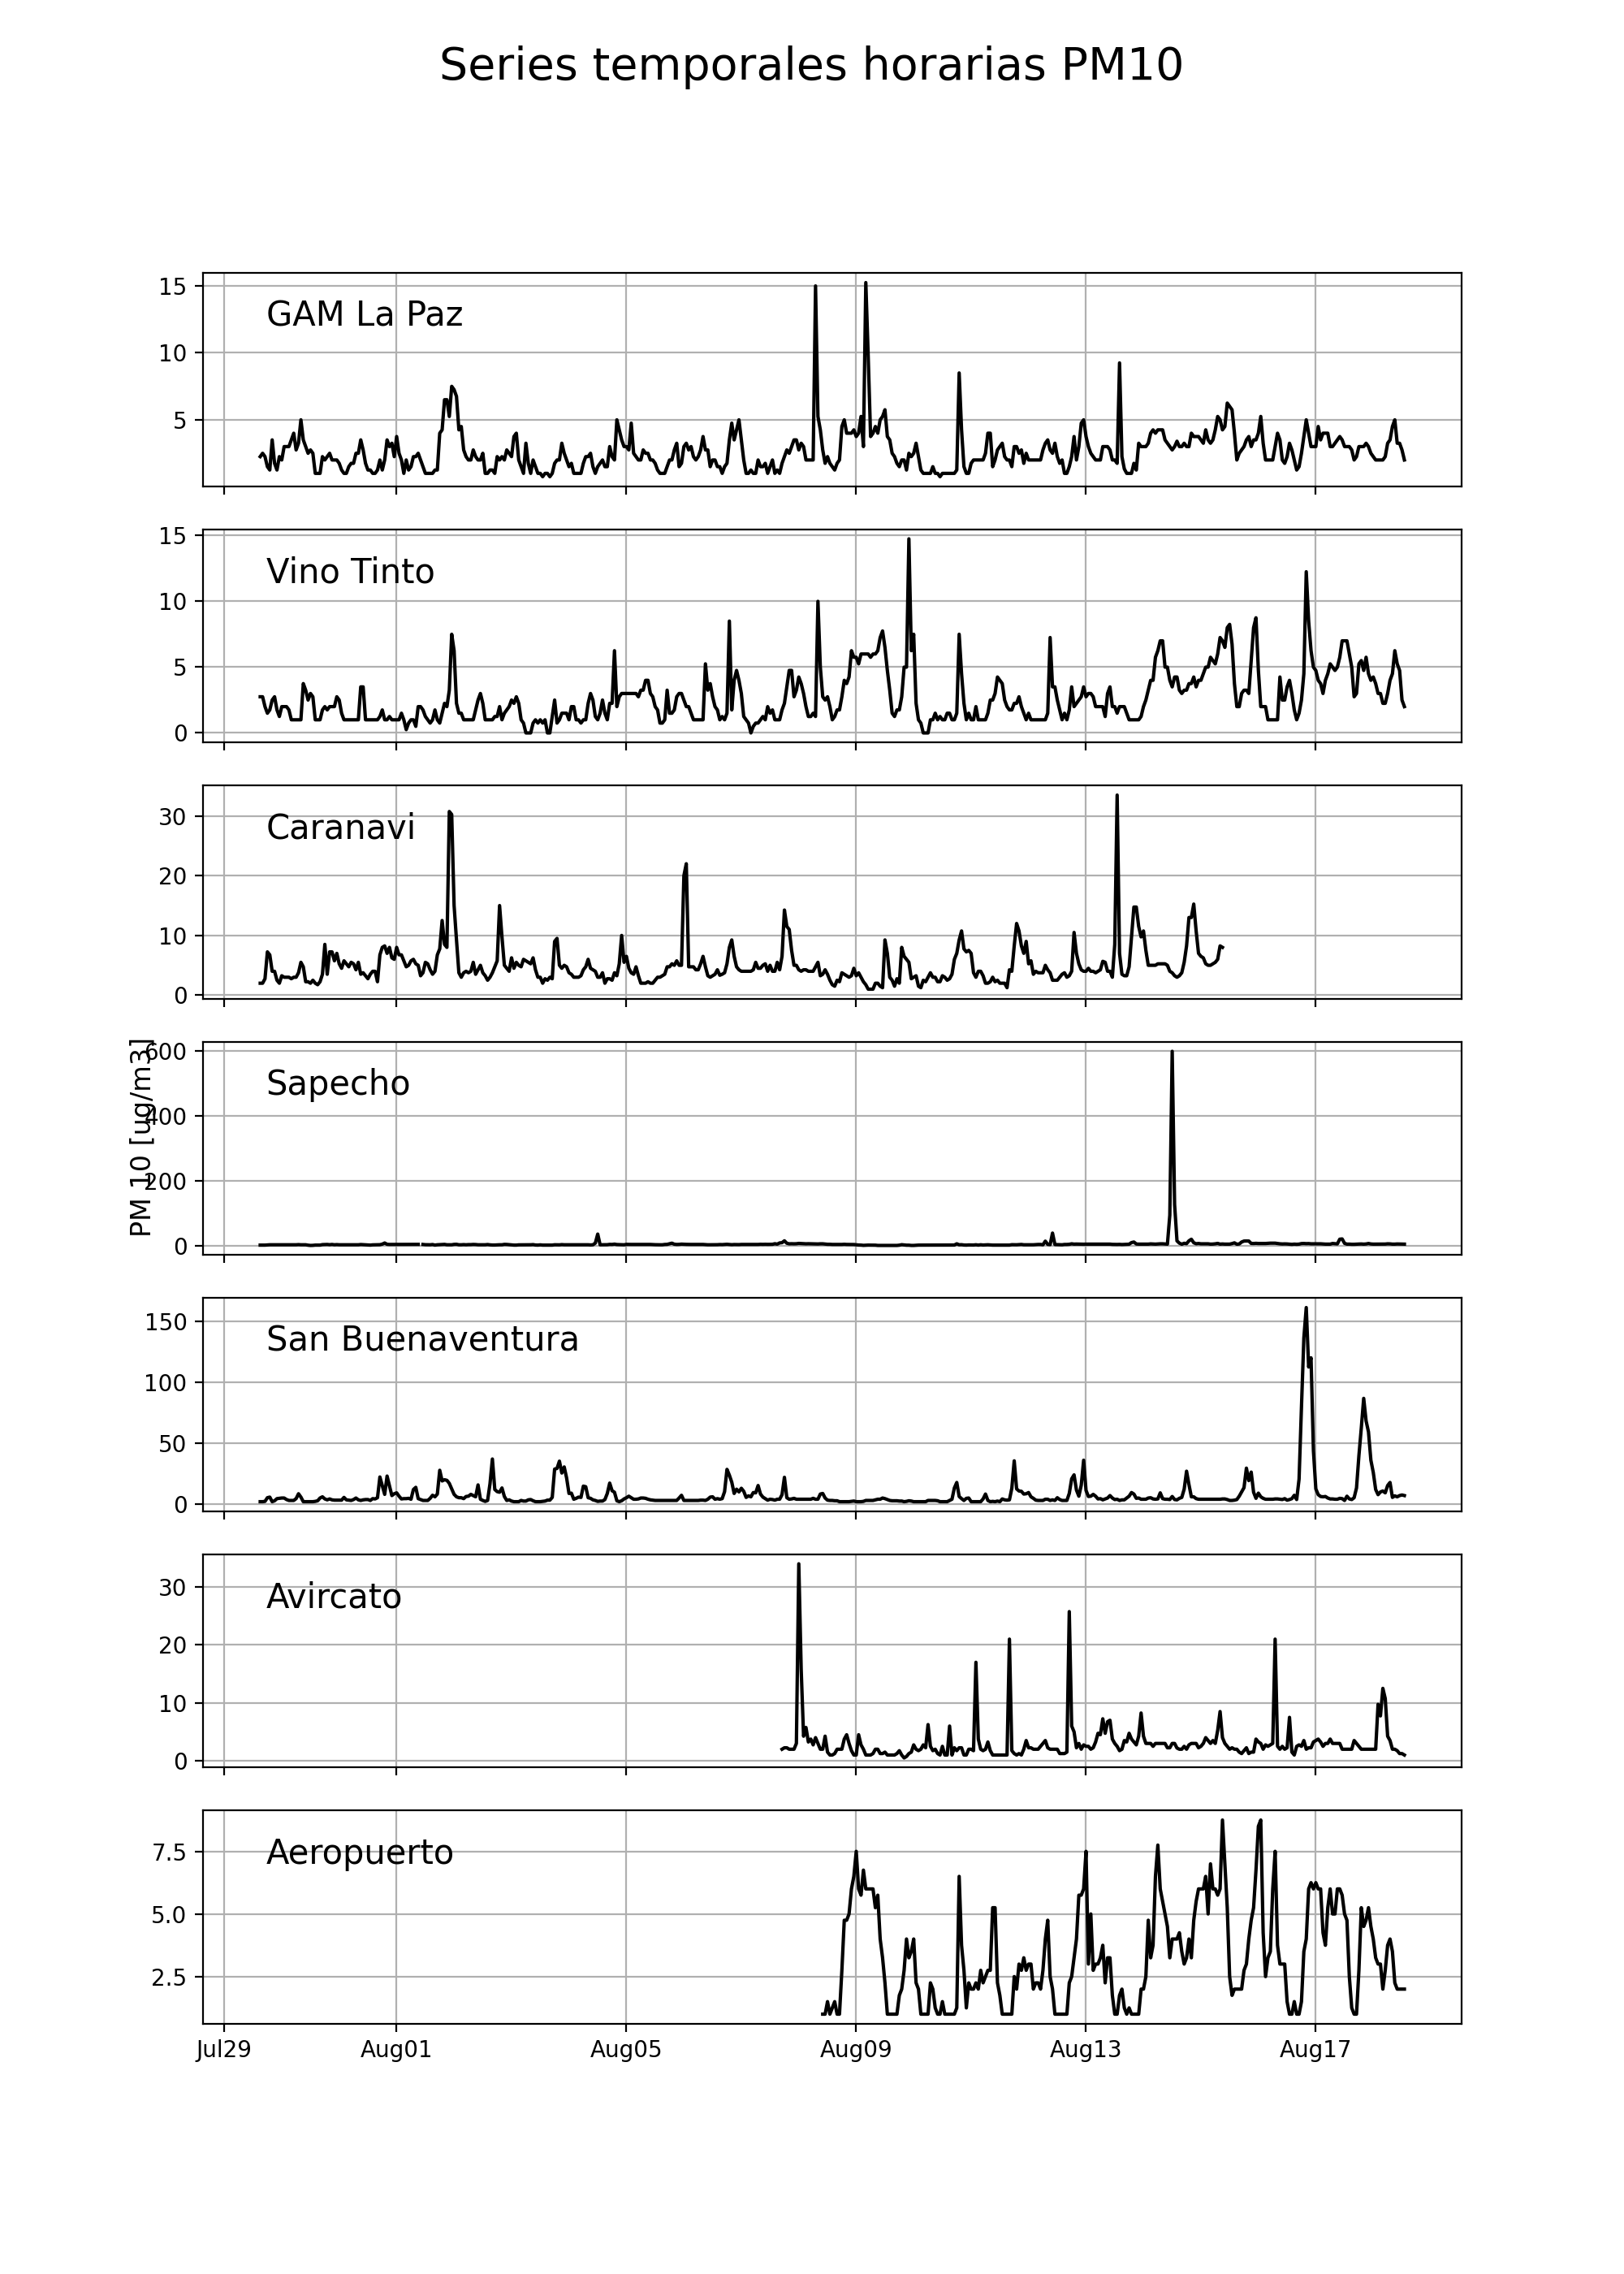 Series temporales horarias PM10
15
GAM La Paz
10
5
15
Vino Tinto
10
5
0
30
Caranavi
20
10
0
PM 10 [ug/m3]
600
Sapecho
400
200
0
150
San Buenaventura
100
50
0
30
Avircato
20
10
0
7.5
Aeropuerto
5.0
2.5
Jul29 Aug01 Aug05 Aug09 Aug13 Aug17